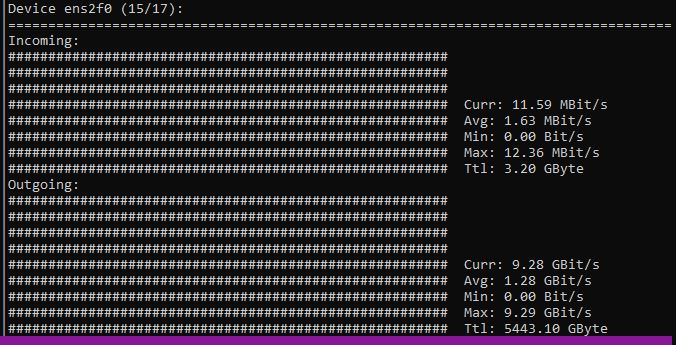 Device ens2f0 (15/17):
===================================================================================
Incoming:
#######################################################
#######################################################
#######################################################
####################################################### Curr: 11.59 MBit/s
####################################################### Avg: 1.63 MBit/s
####################################################### Min: 0.00 Bit/s
####################################################### Max: 12.36 MBit/s
####################################################### Ttl: 3.20 GByte
Outgoing:
#######################################################
#######################################################
#######################################################
#######################################################
####################################################### Curr: 9.28 GBit/s
####################################################### Avg: 1.28 GBit/s
####################################################### Min: 0.00 Bit/s
####################################################### Max: 9.29 GBit/s
####################################################### Ttl: 5443.10 GByte